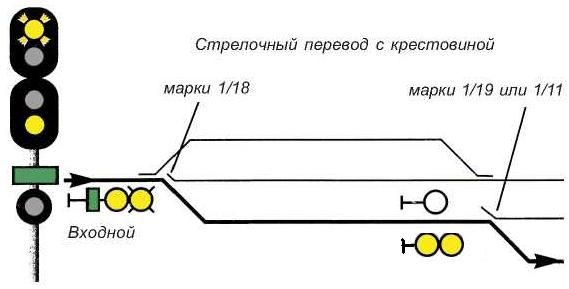 Стрелочный перевод с крестовиной
марки 1/18
марки 1/19 или 1/11
Входной